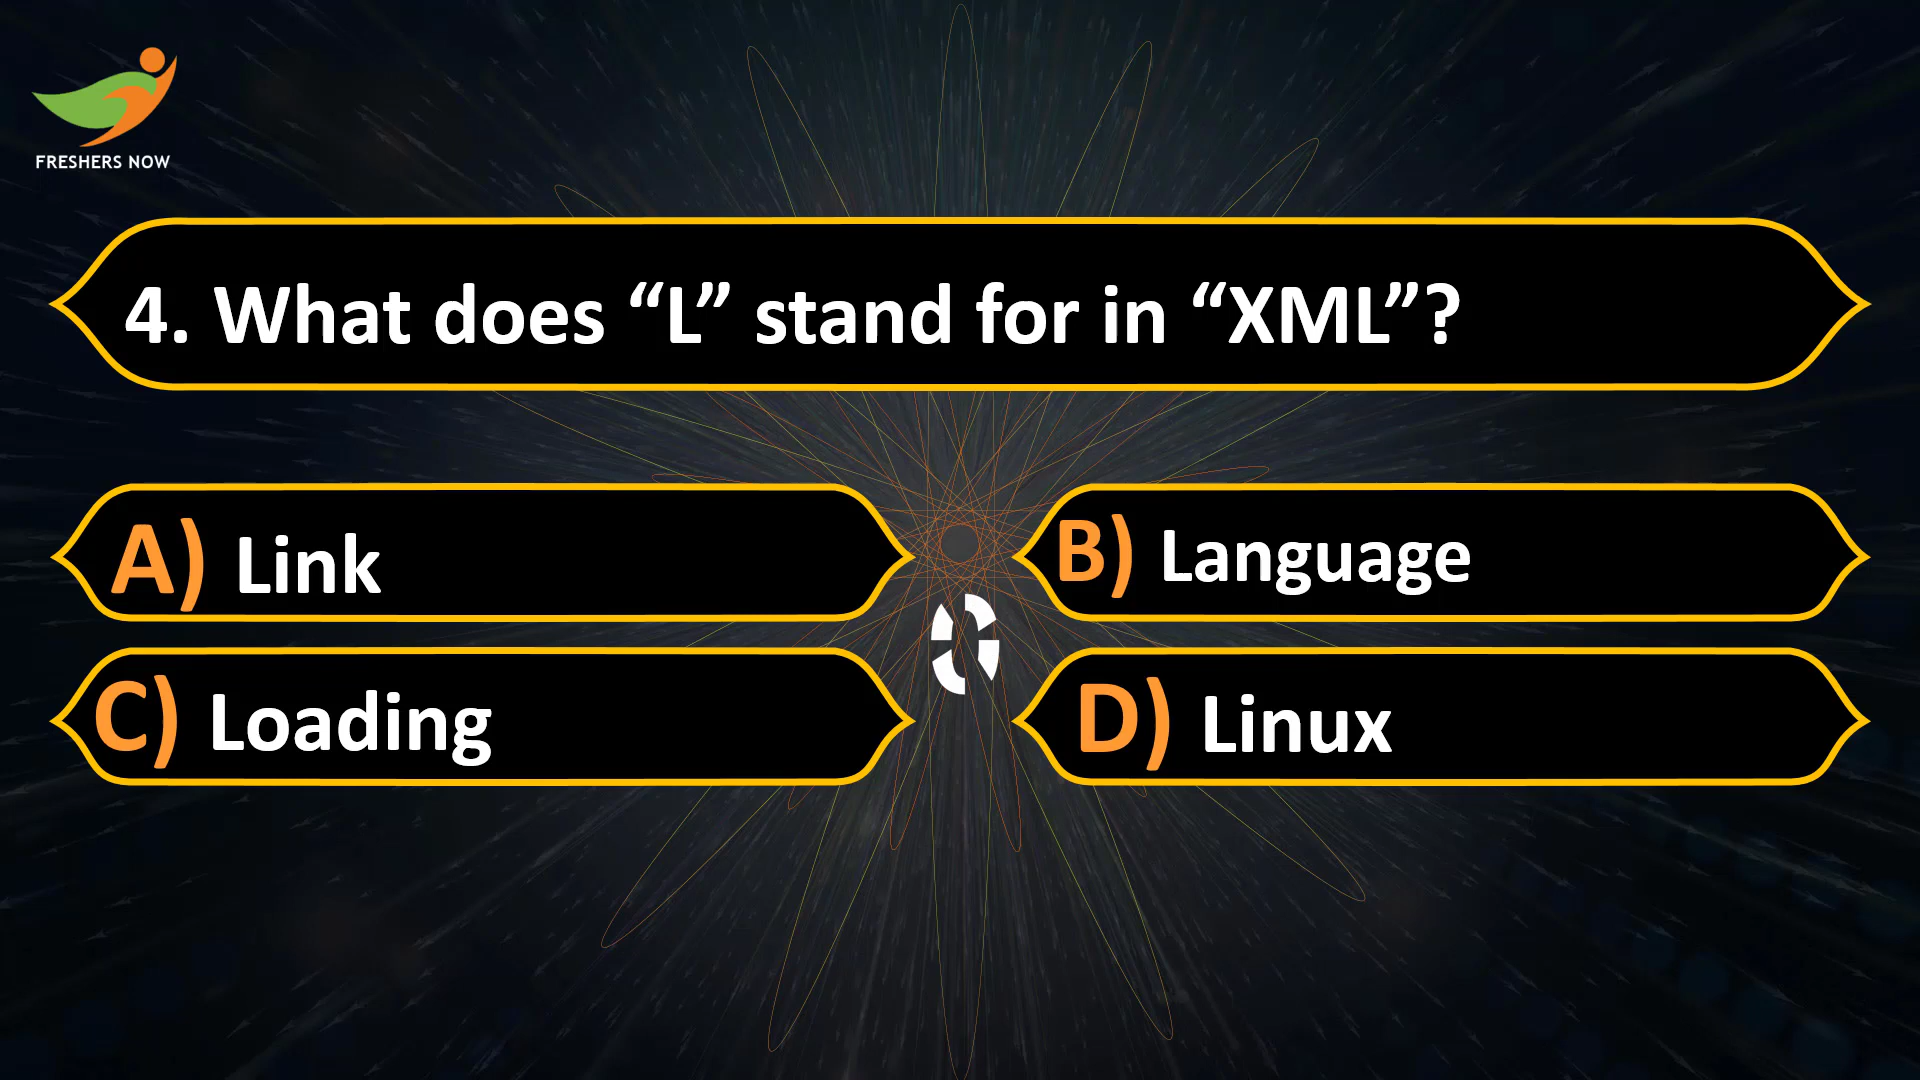 FRESHERS NOW
4. What does “L” stand for in “XML”?
A) Link
B) Language
C) Loading
D) Linux